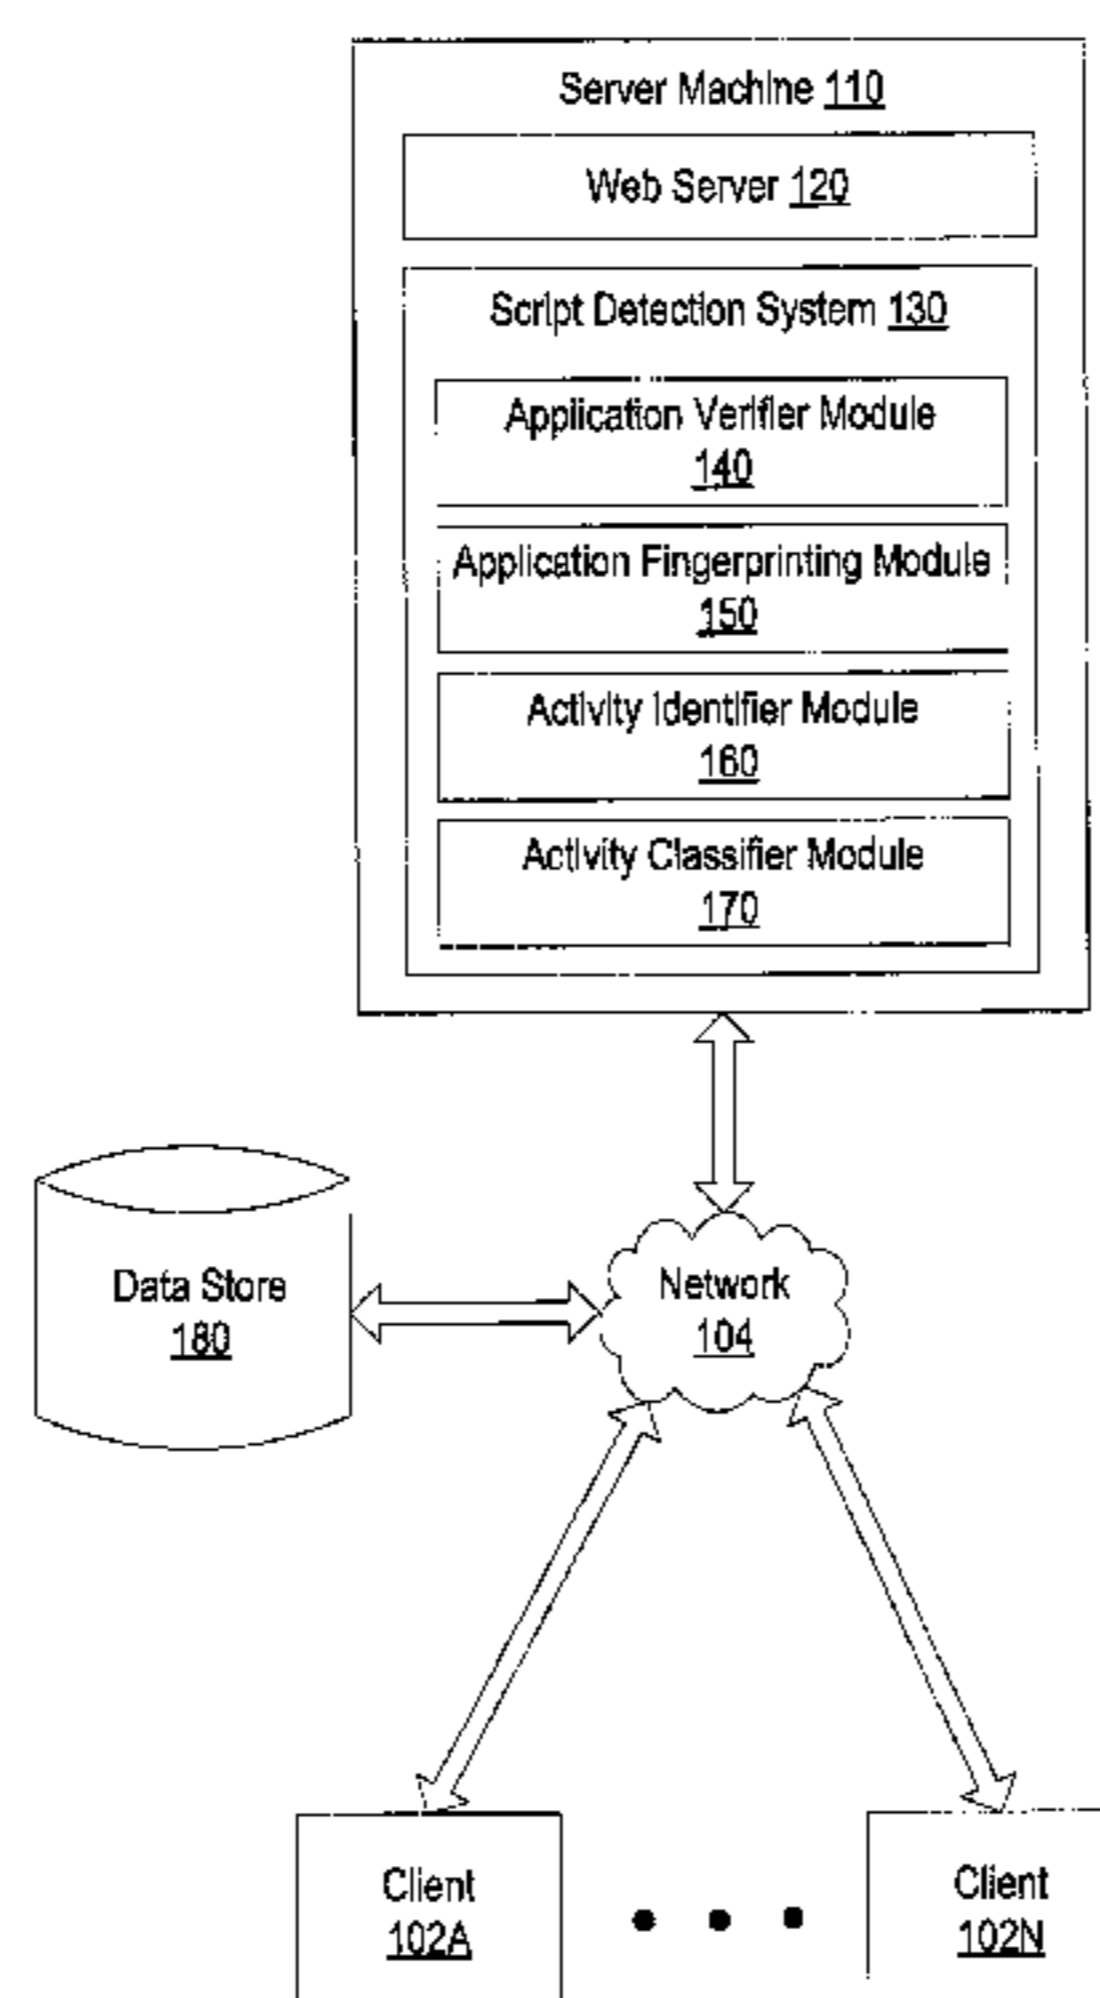 Server Machine 110
Web Server 120
Script Detection System 130
Application Verifier Module
140
Application Fingerprinting Module
150
Activity Identifier Module
160
Activity Classifier Module
170
Data Store
180
Network
104
Client
102A
Client
102N